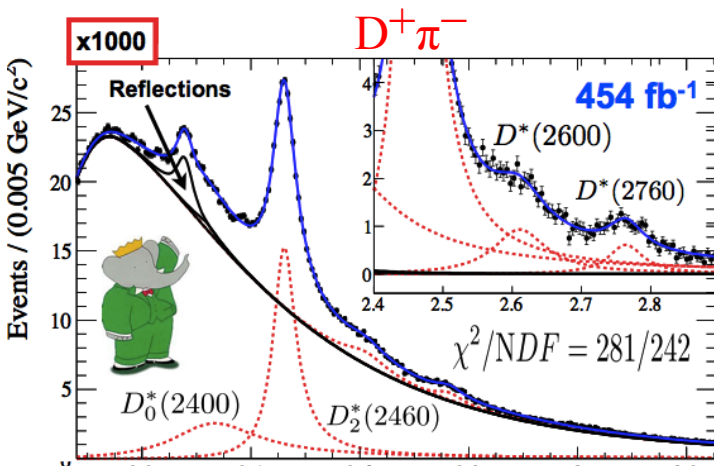 x1000
D⁺π⁻
Events / (0.005 GeV/c²)
25
20
15
10
5
Reflections
454 fb⁻¹
4
3
2
1
0
D*(2600)
D*(2760)
2.4 2.5 2.6 2.7 2.8
χ²/NDF = 281/242
D₀*(2400)
D₂*(2460)